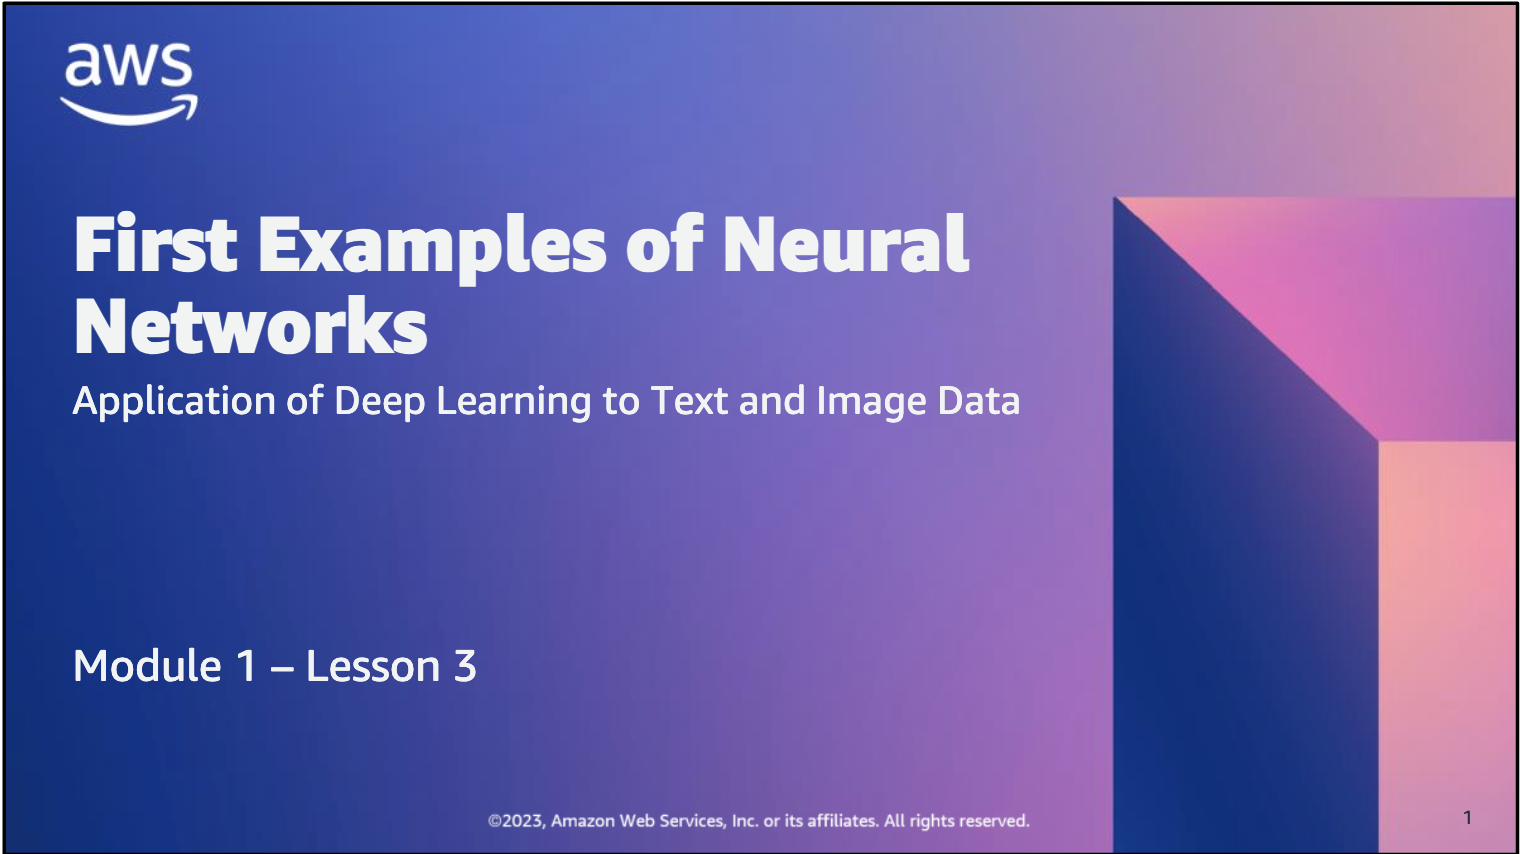 aws
First Examples of Neural
Networks
Application of Deep Learning to Text and Image Data
Module 1 – Lesson 3
©2023, Amazon Web Services, Inc. or its affiliates. All rights reserved.
1